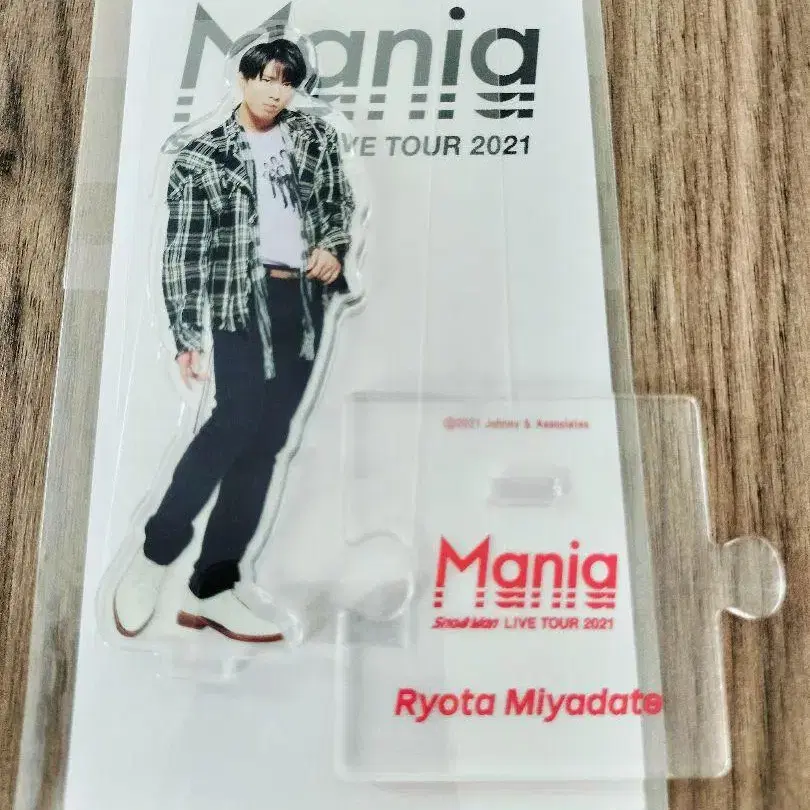 Mania
LIVE TOUR 2021
©2021 Johnny & Associates
Mania
Snow Man LIVE TOUR 2021
Ryota Miyadate